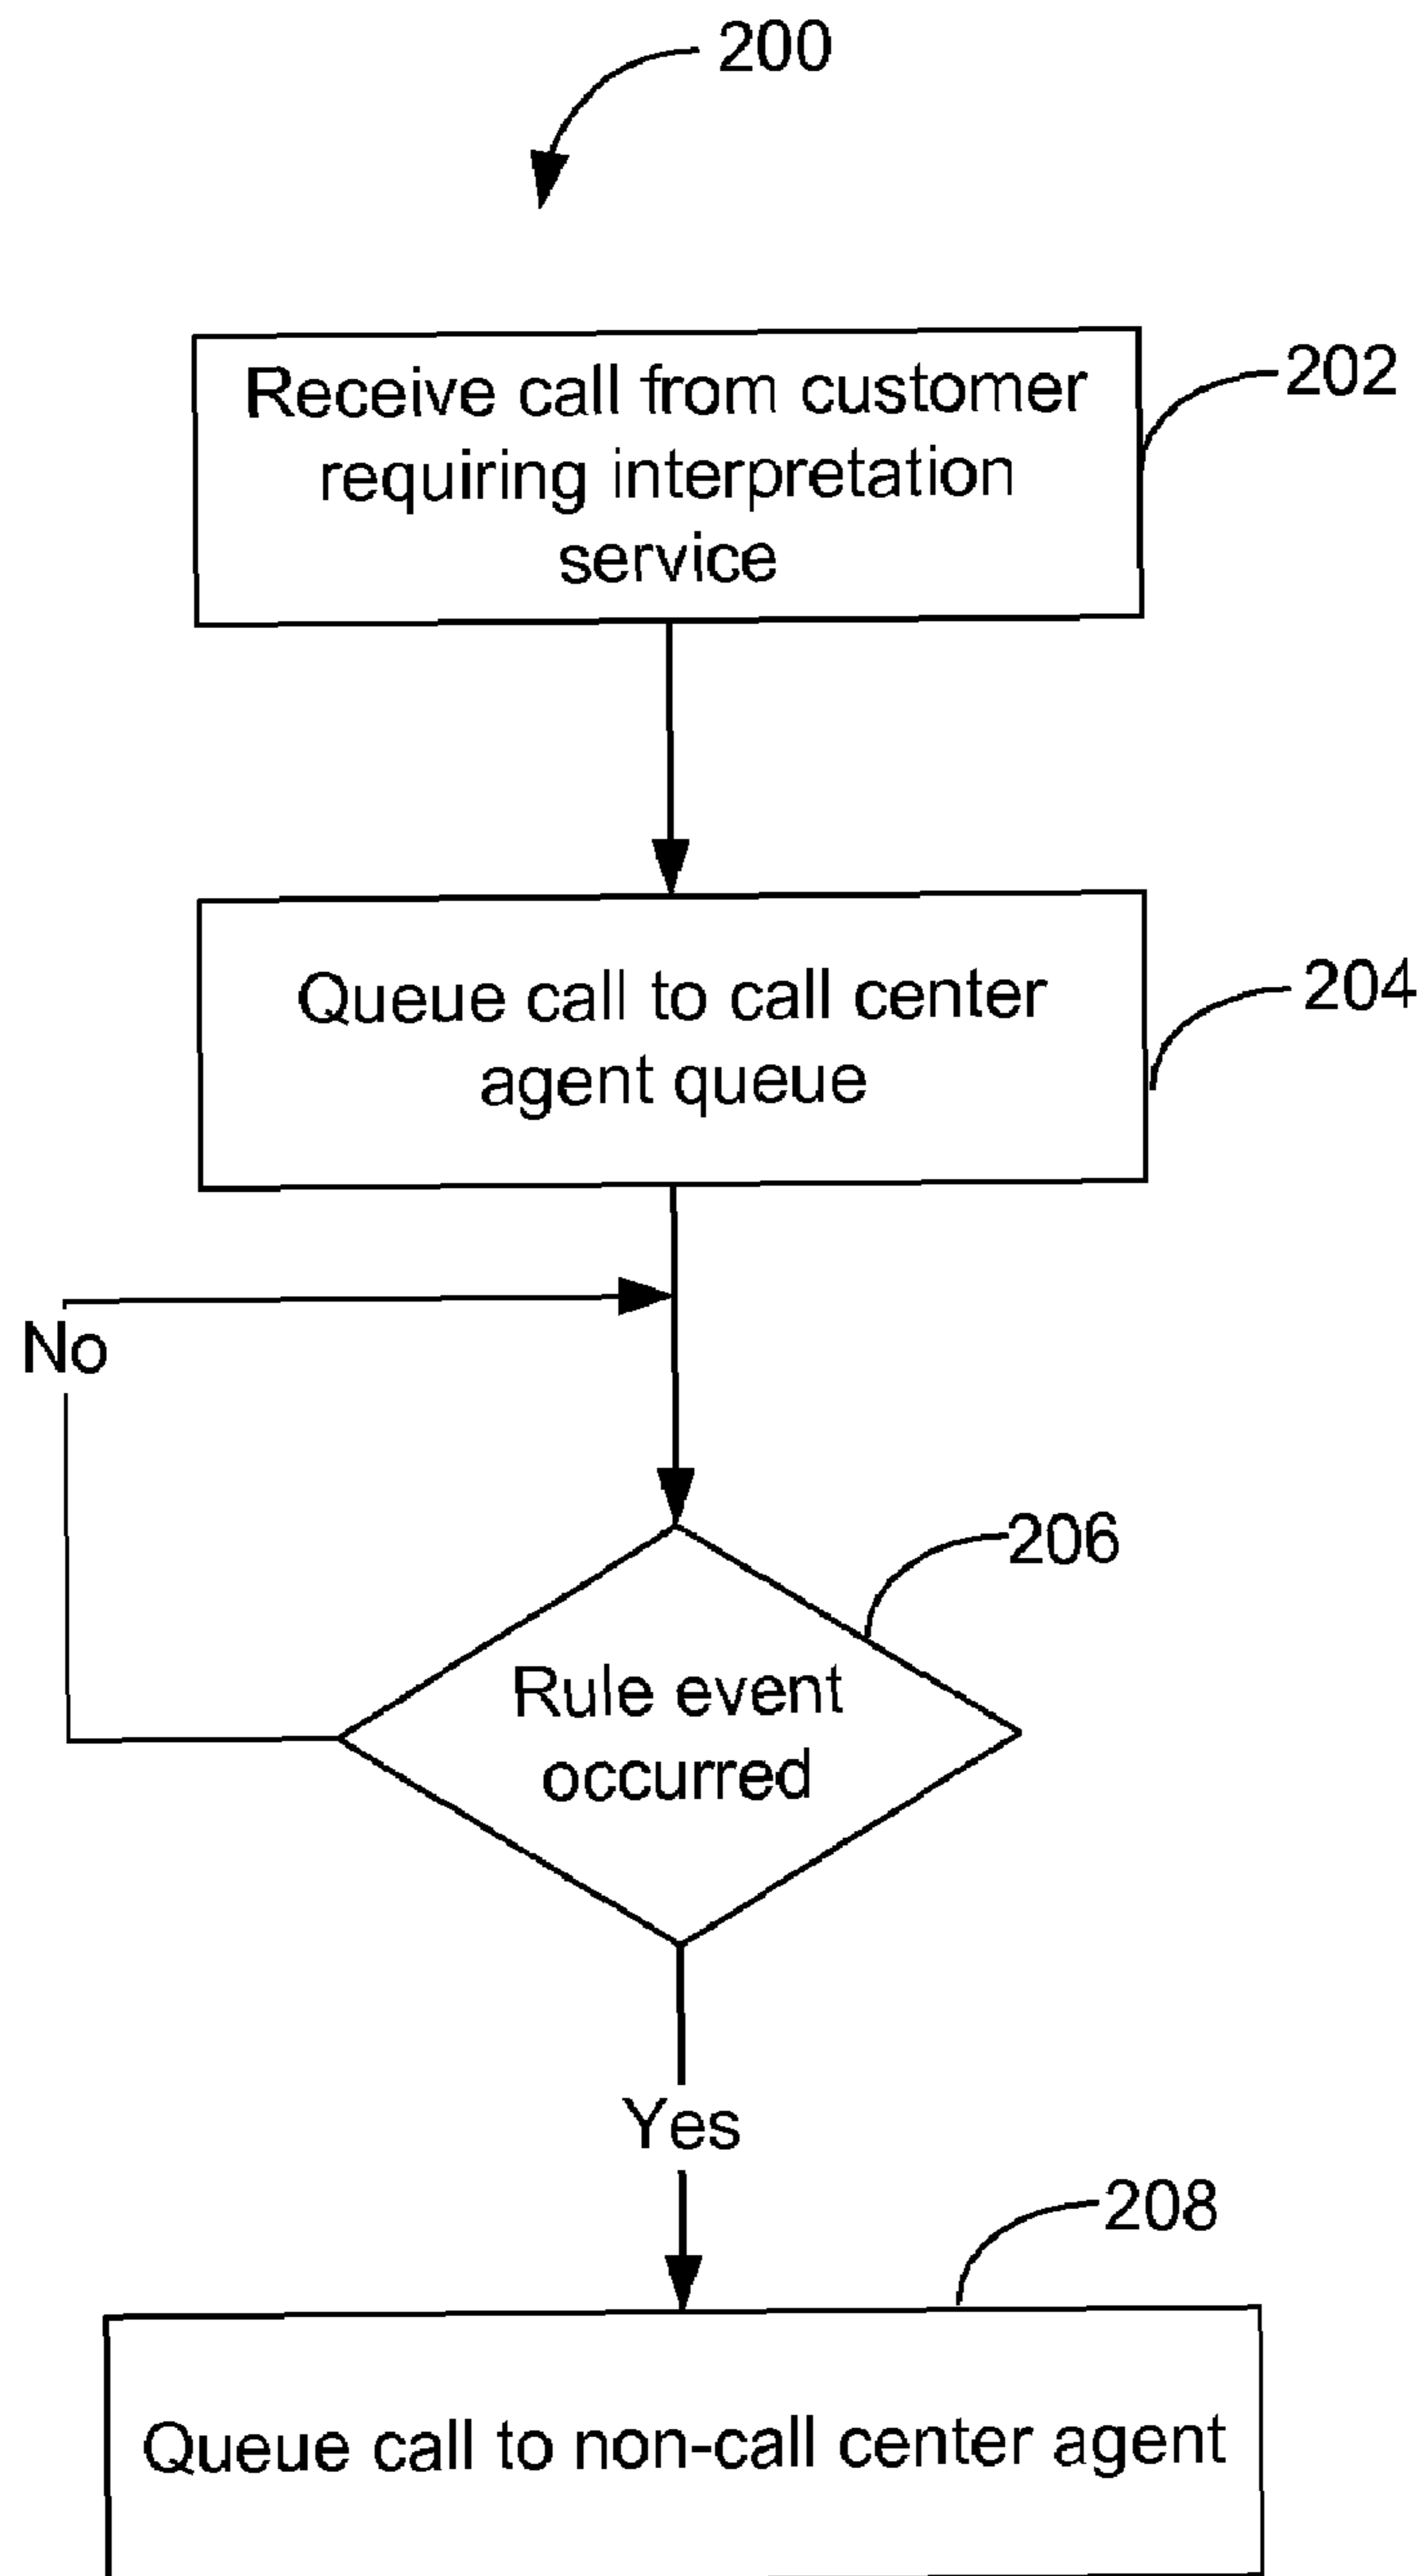 200
Receive call from customer
requiring interpretation
service
202
Queue call to call center
agent queue
204
No
206
Rule event
occurred
Yes
208
Queue call to non-call center agent